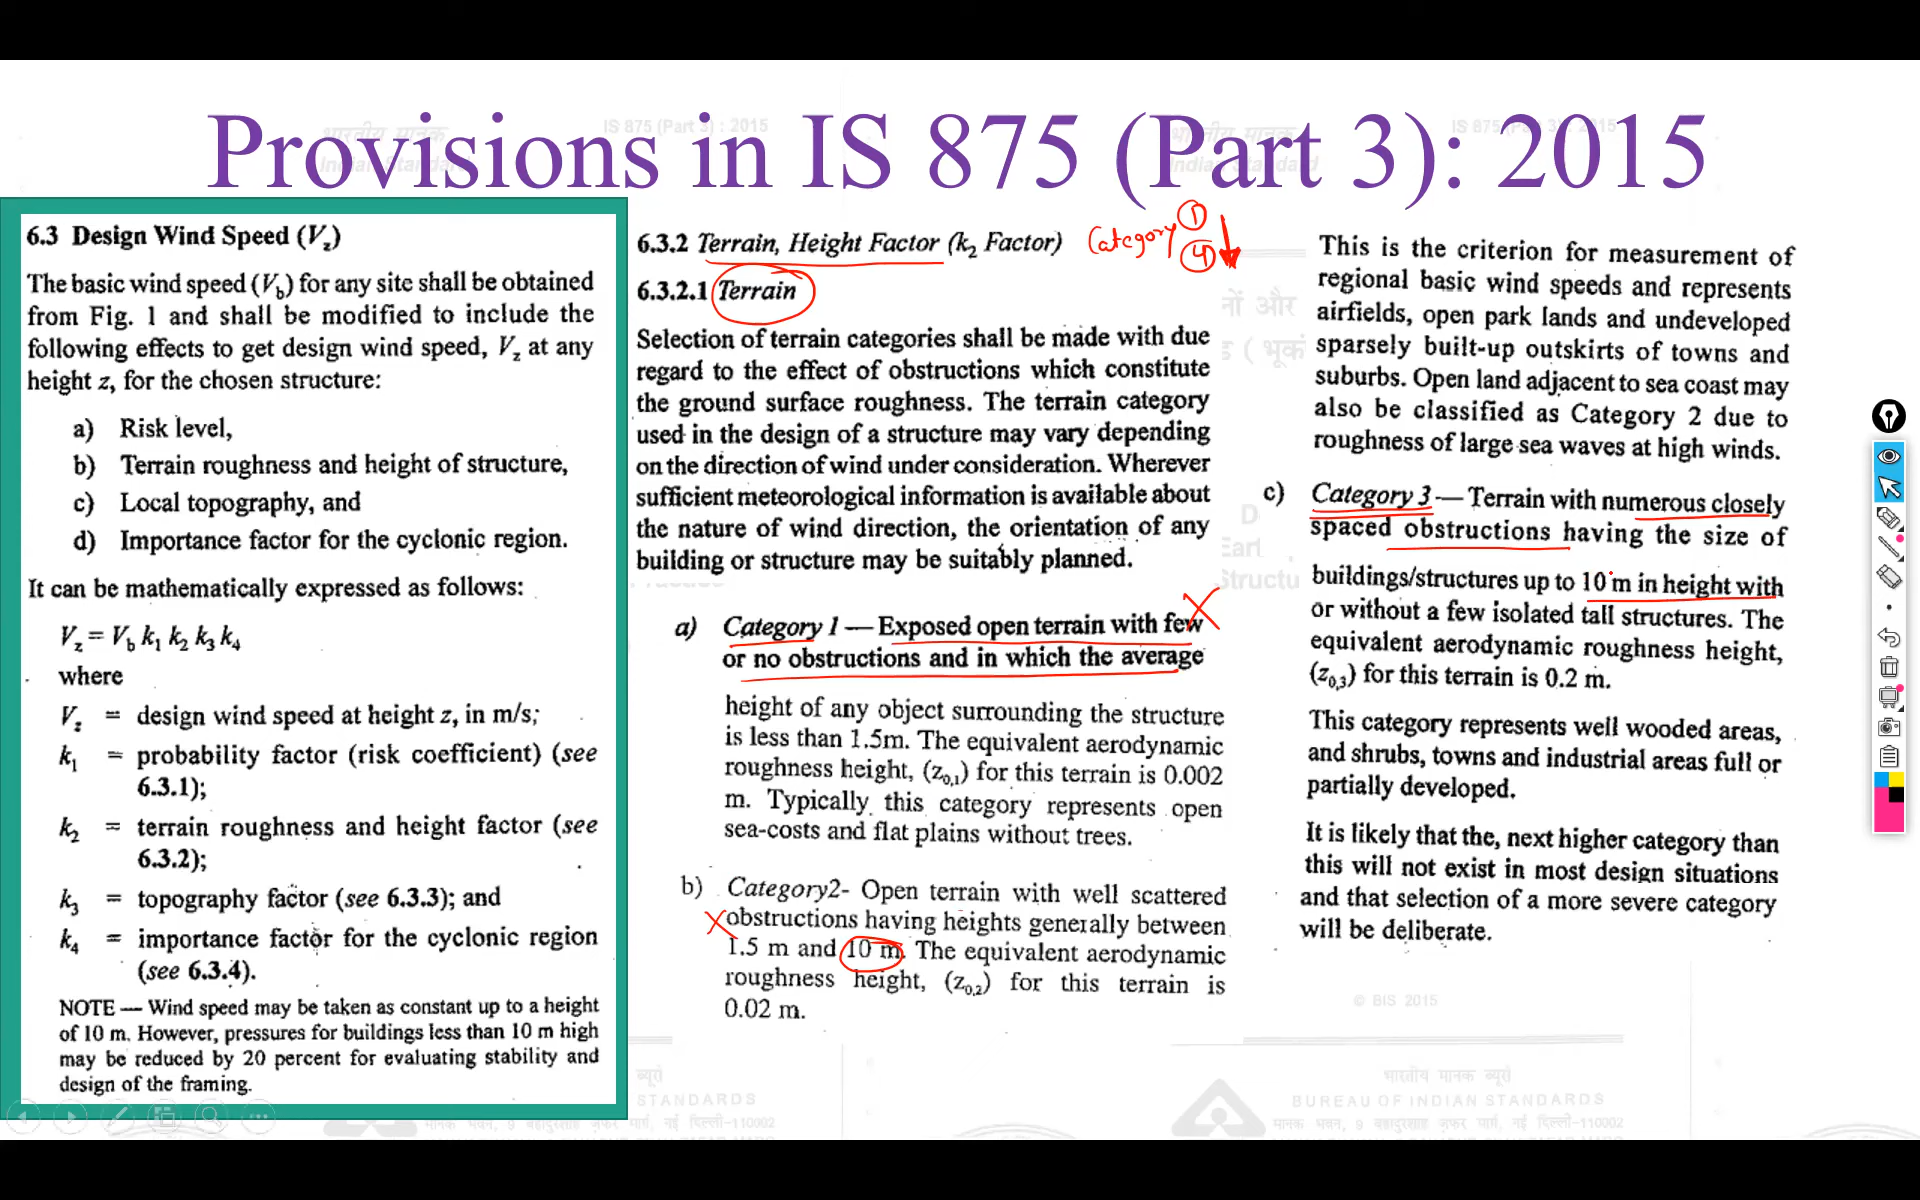 Provisions in IS 875 (Part 3): 2015
6.3 Design Wind Speed (Vz)
The basic wind speed (Vb) for any site shall be obtained
from Fig. 1 and shall be modified to include the
following effects to get design wind speed, Vz at any
height z, for the chosen structure:
a) Risk level,
b) Terrain roughness and height of structure,
c) Local topography, and
d) Importance factor for the cyclonic region.
It can be mathematically expressed as follows:
Vz = Vb k1 k2 k3 k4
where
Vz = design wind speed at height z, in m/s;
k1 = probability factor (risk coefficient) (see
6.3.1);
k2 = terrain roughness and height factor (see
6.3.2);
k3 = topography factor (see 6.3.3); and
k4 = importance factor for the cyclonic region
(see 6.3.4).
NOTE — Wind speed may be taken as constant up to a height
of 10 m. However, pressures for buildings less than 10 m high
may be reduced by 20 percent for evaluating stability and
design of the framing.
6.3.2 Terrain, Height Factor (k2 Factor)
Category 1
4
6.3.2.1 Terrain
Selection of terrain categories shall be made with due
regard to the effect of obstructions which constitute
the ground surface roughness. The terrain category
used in the design of a structure may vary depending
on the direction of wind under consideration. Wherever
sufficient meteorological information is available about
the nature of wind direction, the orientation of any
building or structure may be suitably planned.
a) Category 1 — Exposed open terrain with few
or no obstructions and in which the average
height of any object surrounding the structure
is less than 1.5m. The equivalent aerodynamic
roughness height, (z0,1) for this terrain is 0.002
m. Typically this category represents open
sea-costs and flat plains without trees.
b) Category2- Open terrain with well scattered
obstructions having heights generally between
1.5 m and 10 m. The equivalent aerodynamic
roughness height, (z0,2) for this terrain is
0.02 m.
This is the criterion for measurement of
regional basic wind speeds and represents
airfields, open park lands and undeveloped
sparsely built-up outskirts of towns and
suburbs. Open land adjacent to sea coast may
also be classified as Category 2 due to
roughness of large sea waves at high winds.
c) Category 3 — Terrain with numerous closely
spaced obstructions having the size of
buildings/structures up to 10 m in height with
or without a few isolated tall structures. The
equivalent aerodynamic roughness height,
(z0,3) for this terrain is 0.2 m.
This category represents well wooded areas,
and shrubs, towns and industrial areas full or
partially developed.
It is likely that the, next higher category than
this will not exist in most design situations
and that selection of a more severe category
will be deliberate.
© BIS 2015
भारतीय मानक ब्यूरो
BUREAU OF INDIAN STANDARDS
मानक भवन, 9 बहादुरशाह ज़फर मार्ग, नई दिल्ली-110002